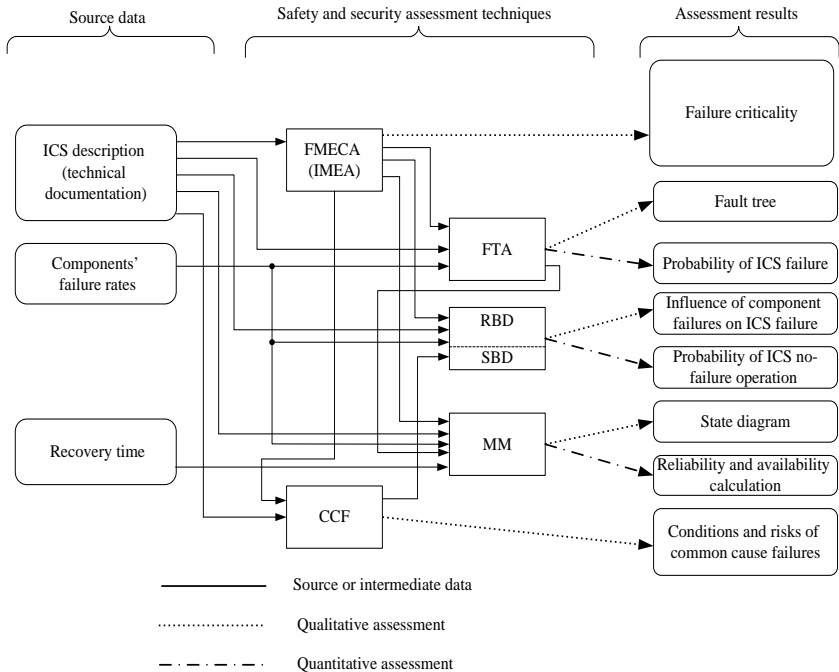 Source data
Safety and security assessment techniques
Assessment results
ICS description
(technical
documentation)
Components’
failure rates
Recovery time
FMECA
(IMEA)
FTA
RBD
SBD
MM
CCF
Failure criticality
Fault tree
Probability of ICS failure
Influence of component
failures on ICS failure
Probability of ICS no-
failure operation
State diagram
Reliability and availability
calculation
Conditions and risks of
common cause failures
Source or intermediate data
Qualitative assessment
Quantitative assessment